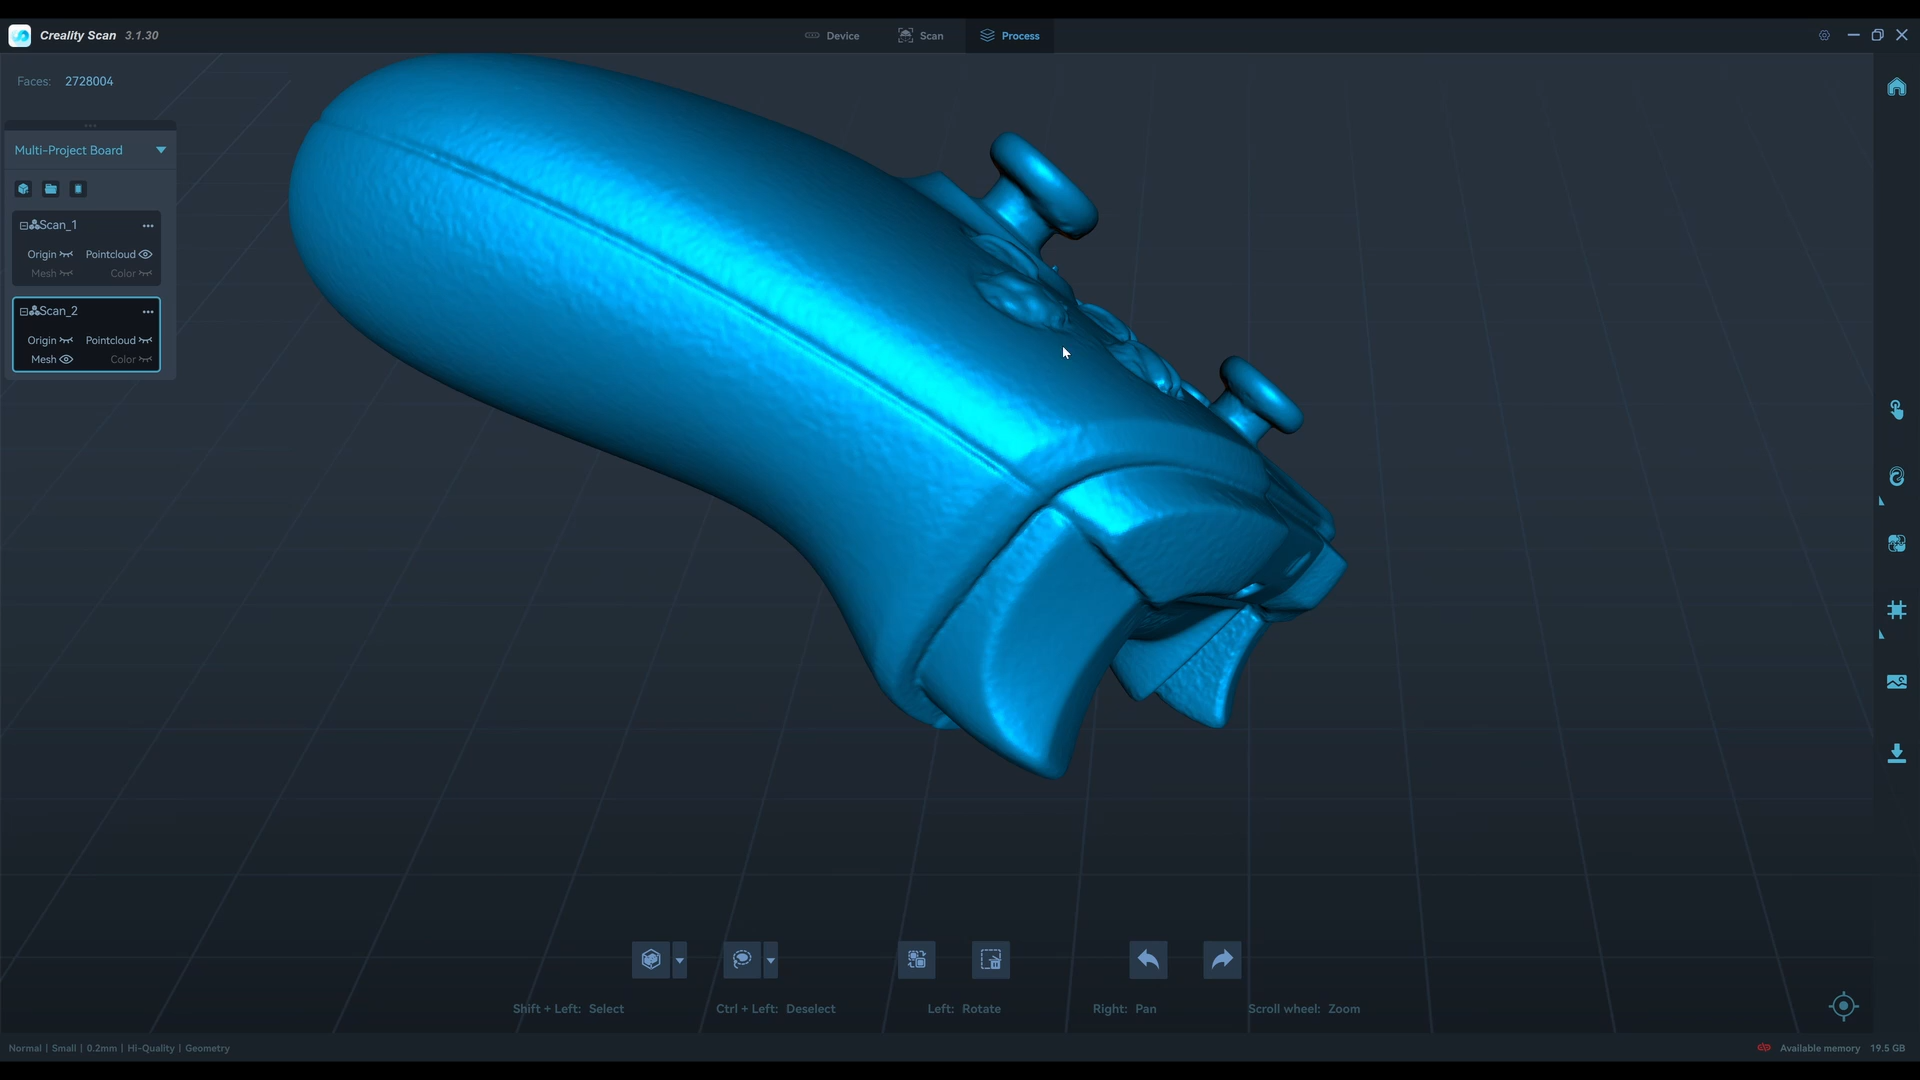 Creality Scan 3.1.30
Device
Scan
Process
Faces: 2728004
Multi-Project Board
Scan_1
Origin
Pointcloud
Mesh
Color
Scan_2
Origin
Pointcloud
Mesh
Color
Shift + Left: Select
Ctrl + Left: Deselect
Left: Rotate
Right: Pan
Scroll wheel: Zoom
Normal | Small | 0.2mm | Hi-Quality | Geometry
Available memory 19.5 GB